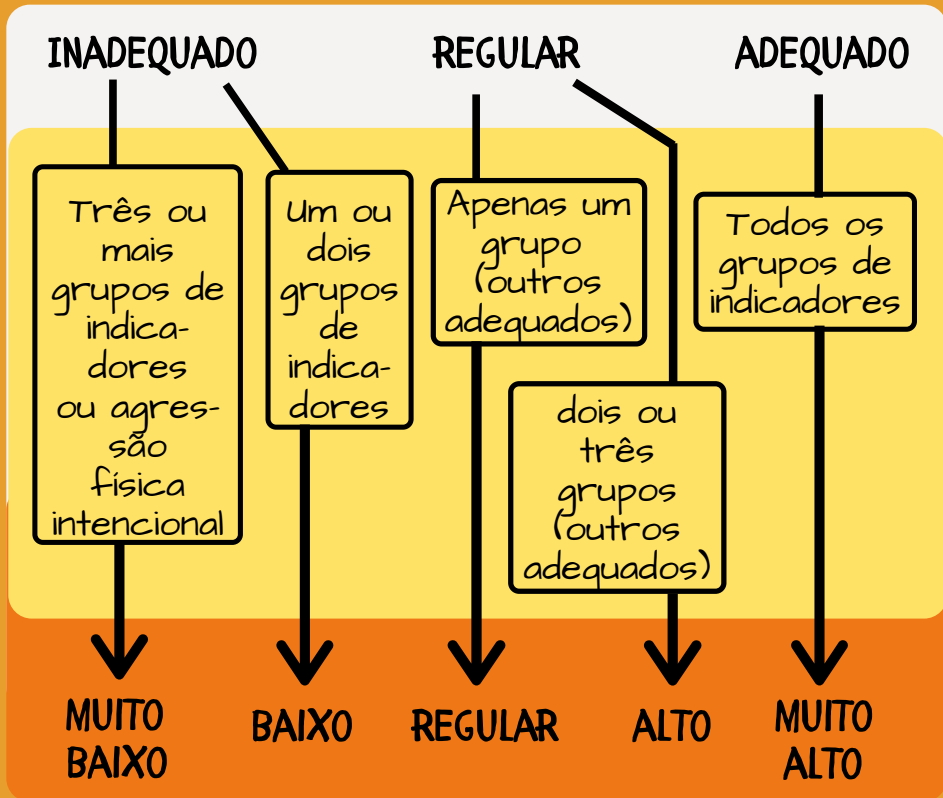 INADEQUADO
REGULAR
ADEQUADO
Três ou
mais
grupos de
indica-
dores
ou agres-
são
física
intencional
Um ou
dois
grupos
de
indica-
dores
Apenas um
grupo
(outros
adequados)
dois ou
três
grupos
(outros
adequados)
Todos os
grupos de
indicadores
MUITO
BAIXO
BAIXO
REGULAR
ALTO
MUITO
ALTO